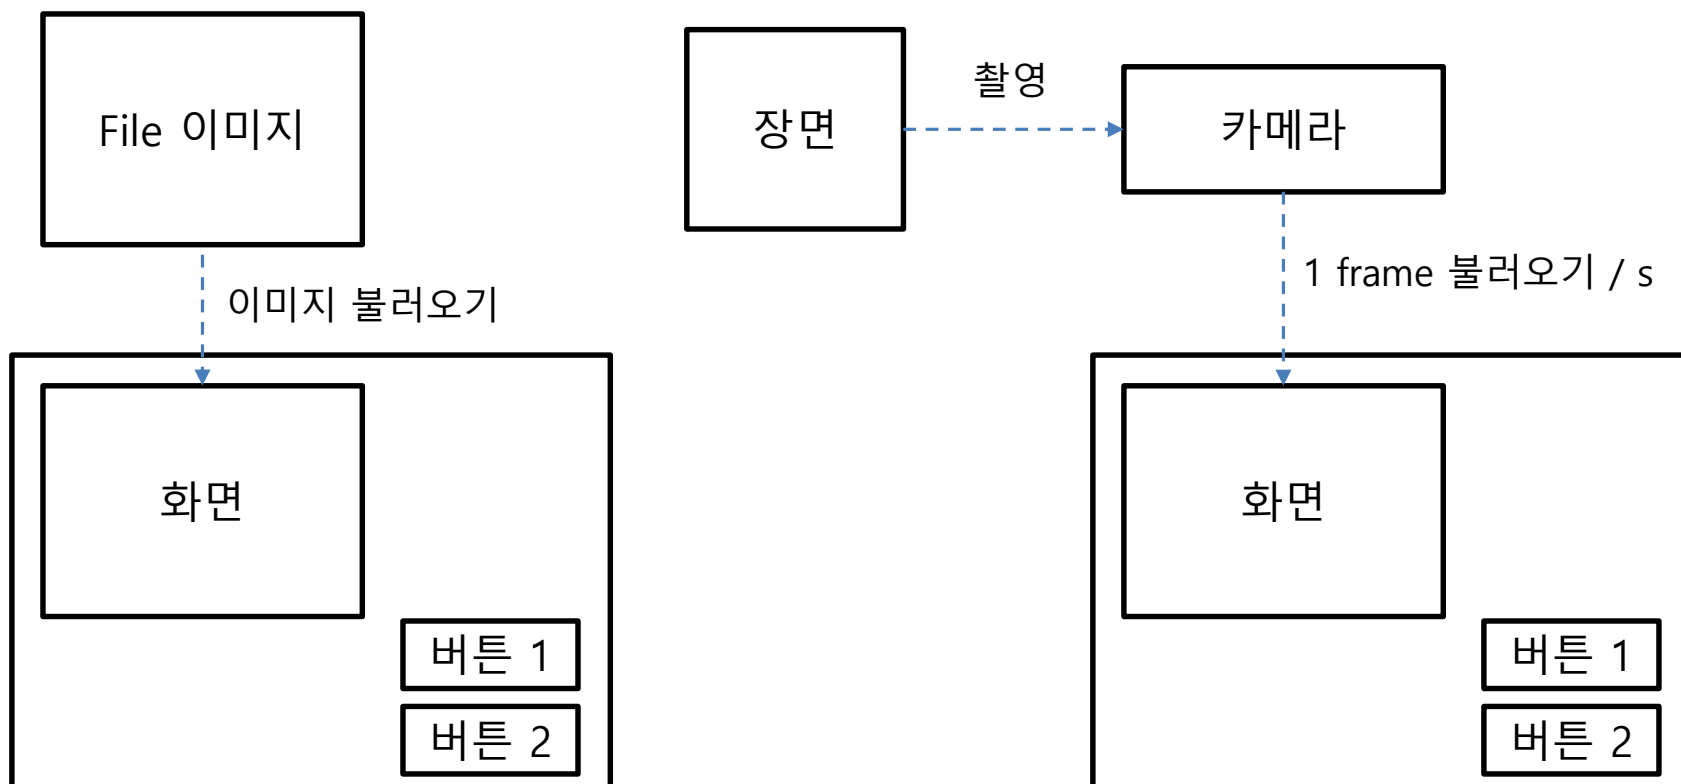 File 이미지
이미지 불러오기
화면
버튼 1
버튼 2
장면
촬영
카메라
1 frame 불러오기 / s
화면
버튼 1
버튼 2